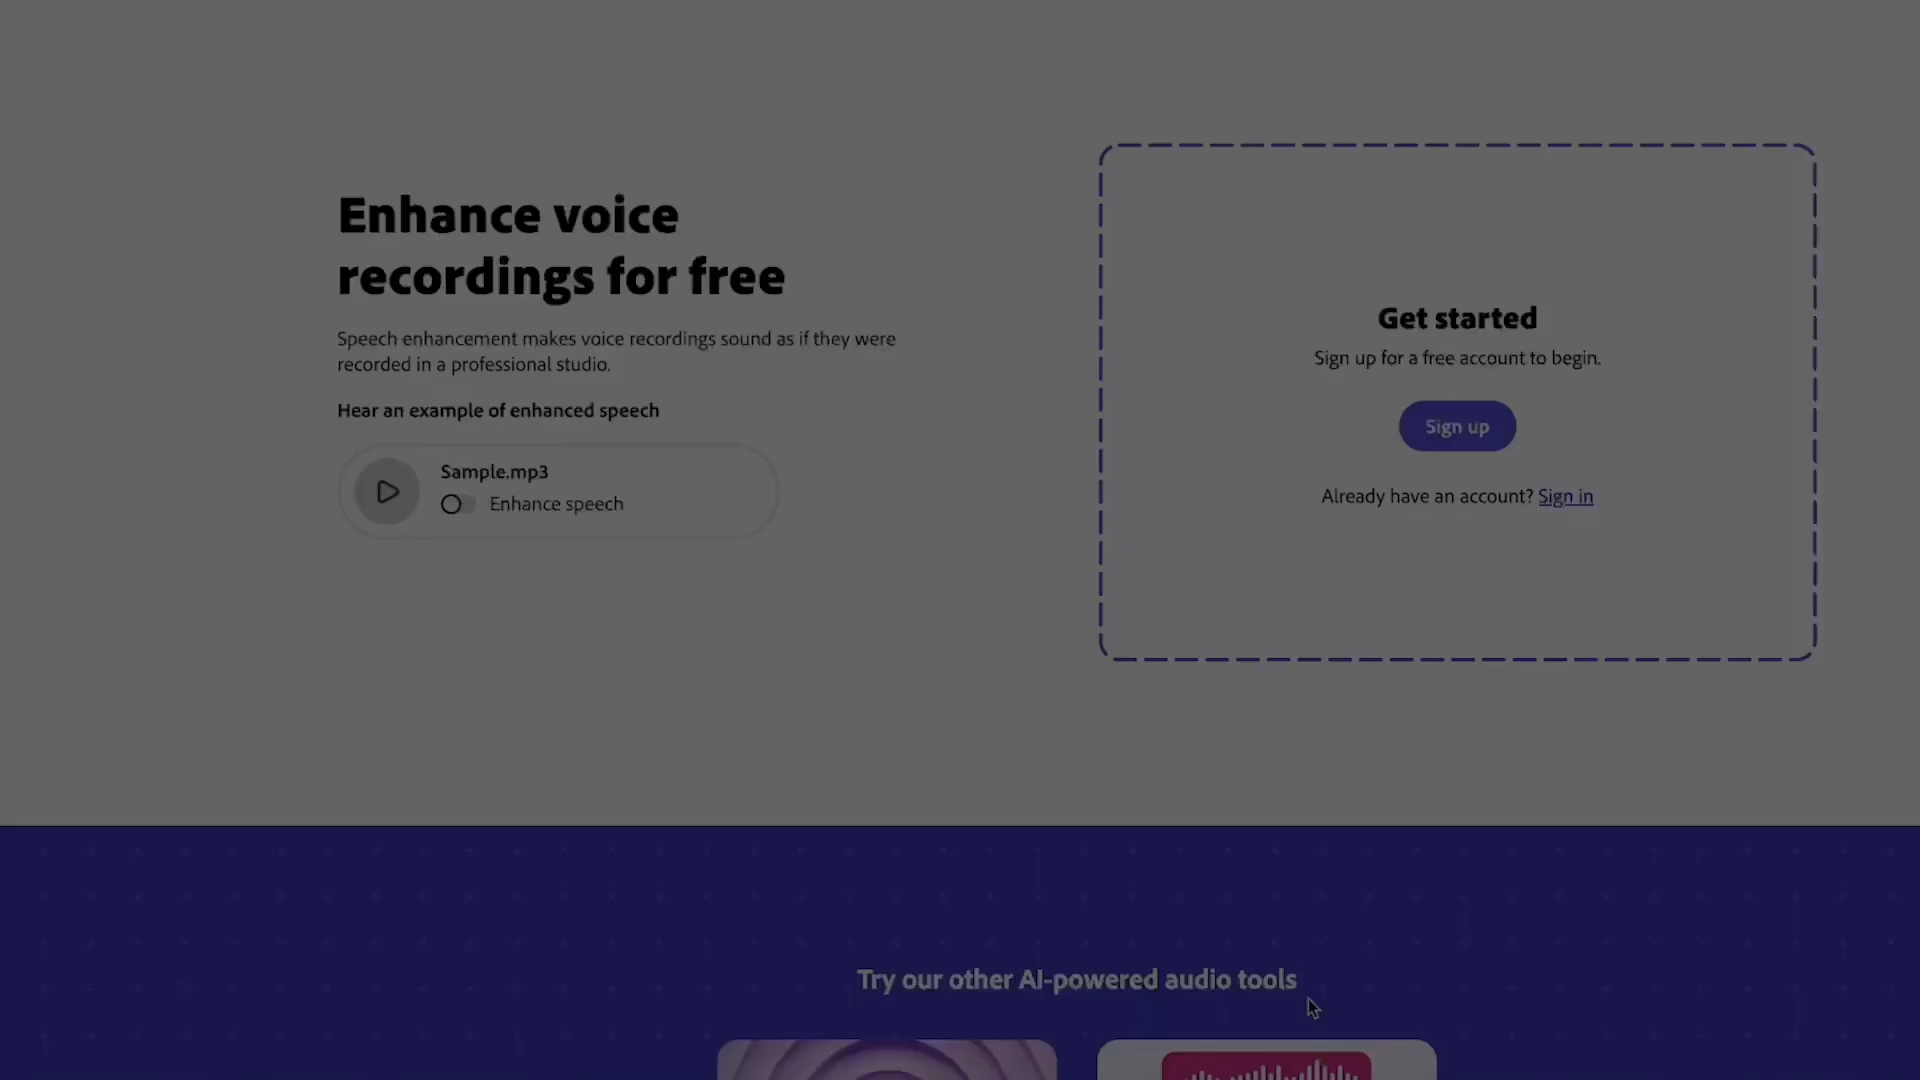 Enhance voice
recordings for free
Speech enhancement makes voice recordings sound as if they were
recorded in a professional studio.
Hear an example of enhanced speech
Sample.mp3
Enhance speech
Get started
Sign up for a free account to begin.
Sign up
Already have an account? Sign in
Try our other AI-powered audio tools